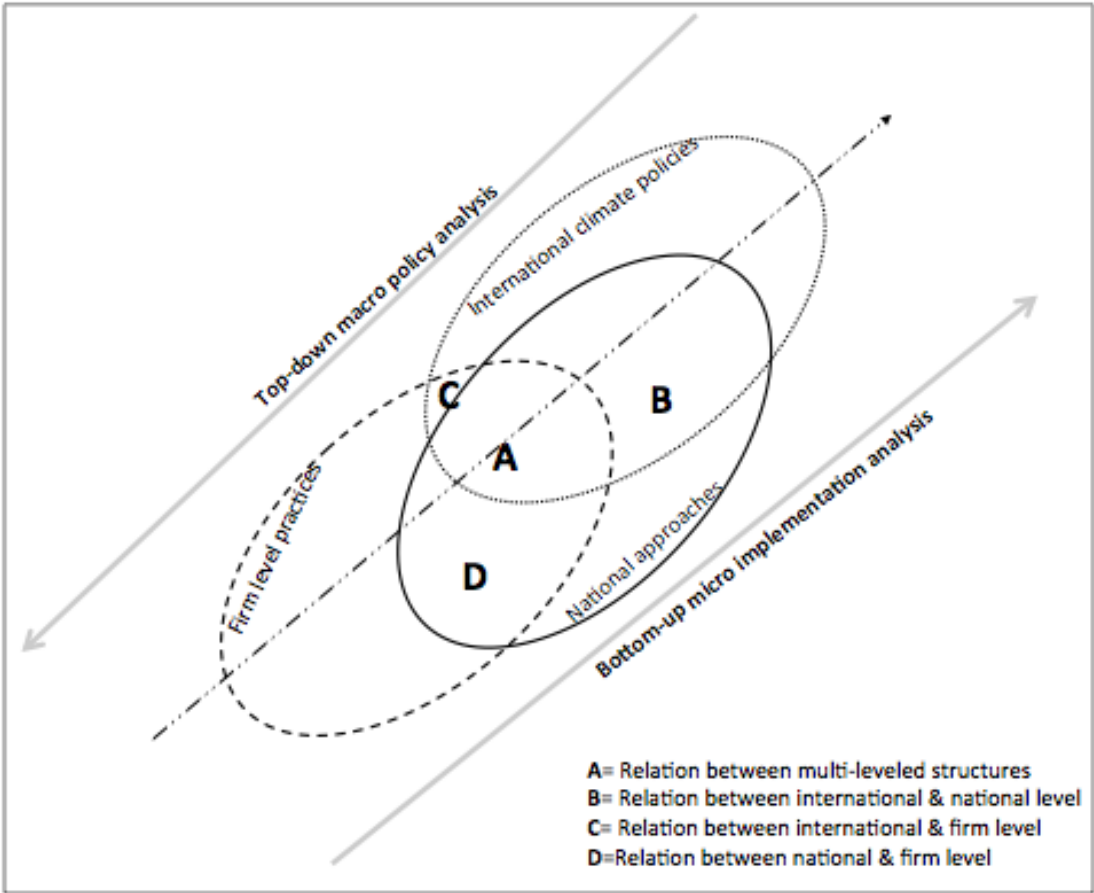 International climate policies
Top-down macro policy analysis
C
B
A
Firm level practices
D
National approaches
Bottom-up micro implementation analysis
A= Relation between multi-leveled structures
B= Relation between international & national level
C= Relation between international & firm level
D=Relation between national & firm level